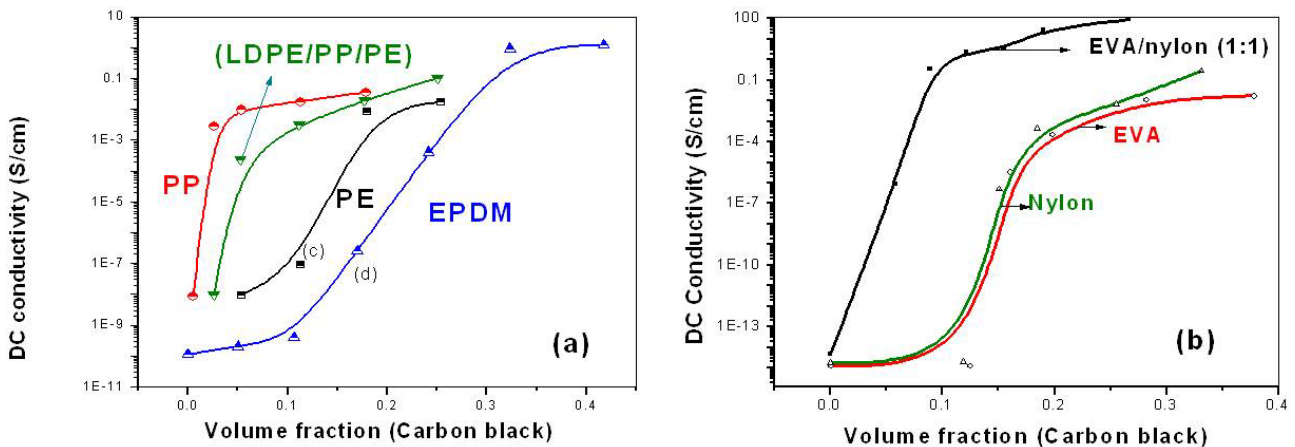 10
0.1
1E-3
1E-5
1E-7
1E-9
1E-11
DC conductivity (S/cm)
(LDPE/PP/PE)
PP
PE
EPDM
(c)
(d)
(a)
0.0 0.1 0.2 0.3 0.4
Volume fraction (Carbon black)
100
0.1
1E-4
1E-7
1E-10
1E-13
DC Conductivity (S/cm)
EVA/nylon (1:1)
EVA
Nylon
(b)
0.0 0.1 0.2 0.3 0.4
Volume fraction (Carbon black)